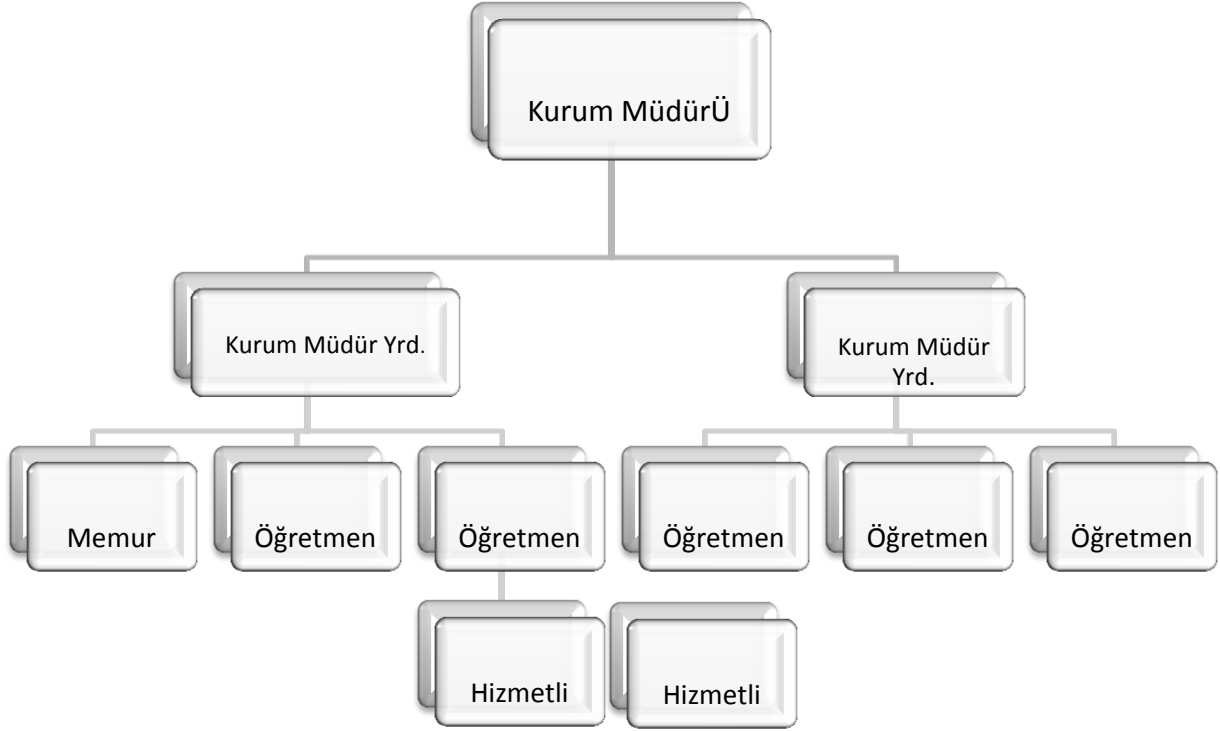 Kurum MüdürÜ
Kurum Müdür Yrd.
Kurum Müdür
Yrd.
Memur
Öğretmen
Öğretmen
Öğretmen
Öğretmen
Öğretmen
Hizmetli
Hizmetli